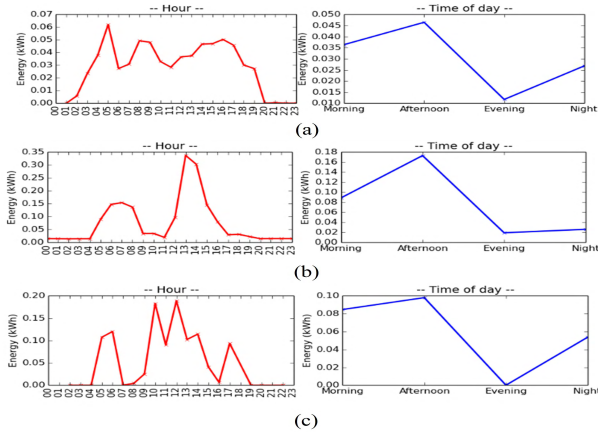 -- Hour --
Energy (kWh)
0.07
0.06
0.05
0.04
0.03
0.02
0.01
0.00
00 01 02 03 04 05 06 07 08 09 10 11 12 13 14 15 16 17 18 19 20 21 22 23
-- Time of day --
Energy (kWh)
0.050
0.045
0.040
0.035
0.030
0.025
0.020
0.015
0.010
Morning Afternoon Evening Night
(a)
-- Hour --
Energy (kWh)
0.35
0.30
0.25
0.20
0.15
0.10
0.05
0.00
00 01 02 03 04 05 06 07 08 09 10 11 12 13 14 15 16 17 18 19 20 21 22 23
-- Time of day --
Energy (kWh)
0.18
0.16
0.14
0.12
0.10
0.08
0.06
0.04
0.02
0.00
Morning Afternoon Evening Night
(b)
-- Hour --
Energy (kWh)
0.20
0.15
0.10
0.05
0.00
00 01 02 03 04 05 06 07 08 09 10 11 12 13 14 15 16 17 18 19 20 21 22 23
-- Time of day --
Energy (kWh)
0.10
0.08
0.06
0.04
0.02
0.00
Morning Afternoon Evening Night
(c)